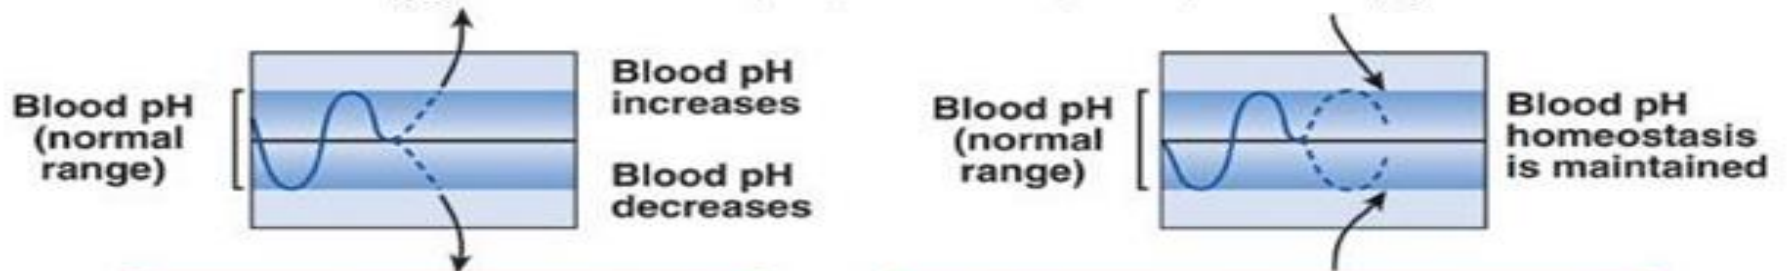 Blood pH
(normal
range)
Blood pH
increases
Blood pH
decreases
Blood pH
(normal
range)
Blood pH
homeostasis
is maintained